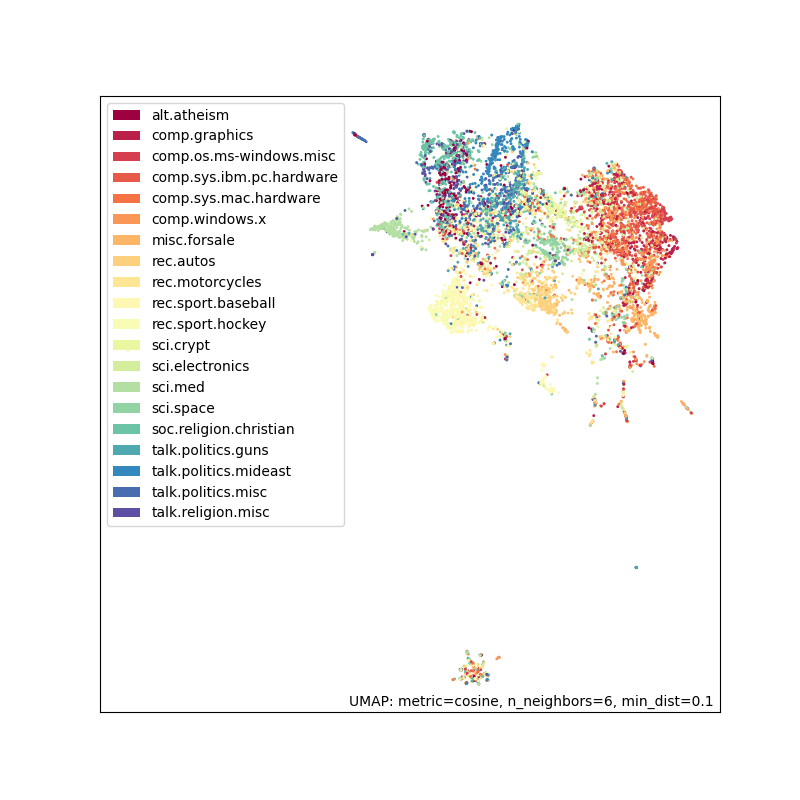 alt.atheism
comp.graphics
comp.os.ms-windows.misc
comp.sys.ibm.pc.hardware
comp.sys.mac.hardware
comp.windows.x
misc.forsale
rec.autos
rec.motorcycles
rec.sport.baseball
rec.sport.hockey
sci.crypt
sci.electronics
sci.med
sci.space
soc.religion.christian
talk.politics.guns
talk.politics.mideast
talk.politics.misc
talk.religion.misc
UMAP: metric=cosine, n_neighbors=6, min_dist=0.1